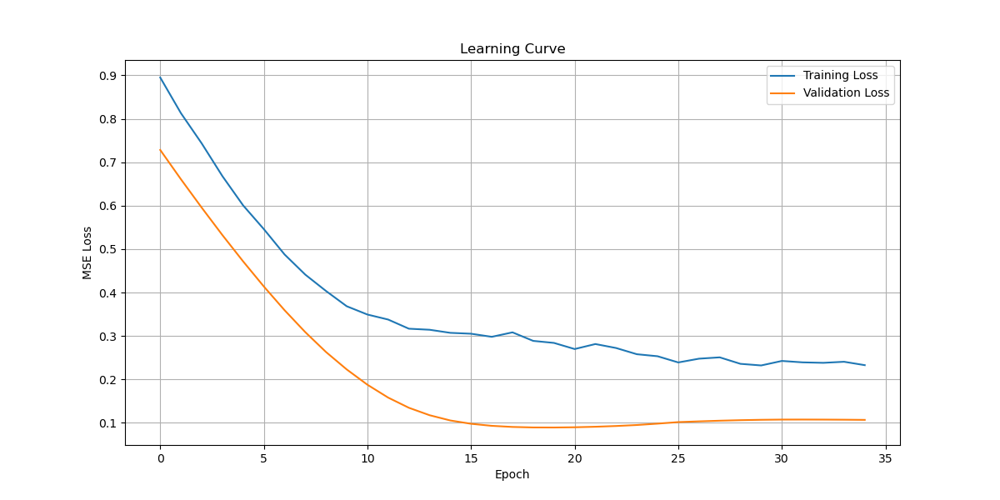 Learning Curve
Training Loss
Validation Loss
0.9
0.8
0.7
0.6
0.5
0.4
0.3
0.2
0.1
MSE Loss
0 5 10 15 20 25 30 35
Epoch